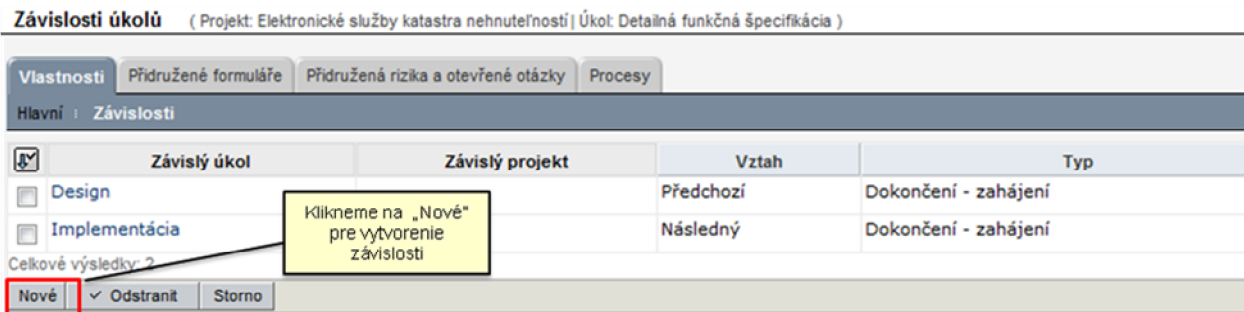 Závislosti úkolů ( Projekt: Elektronické služby katastra nehnuteľností | Úkol: Detailná funkčná špecifikácia )
Vlastnosti Přidružené formuláře Přidružená rizika a otevřené otázky Procesy
Hlavní Závislosti
Závislý úkol Závislý projekt Vztah Typ
Design Předchozí Dokončení - zahájení
Implementácia Následný Dokončení - zahájení
Klikneme na „Nové"
pre vytvorenie
závislosti
Celkové výsledky: 2
Nové Odstranit Storno